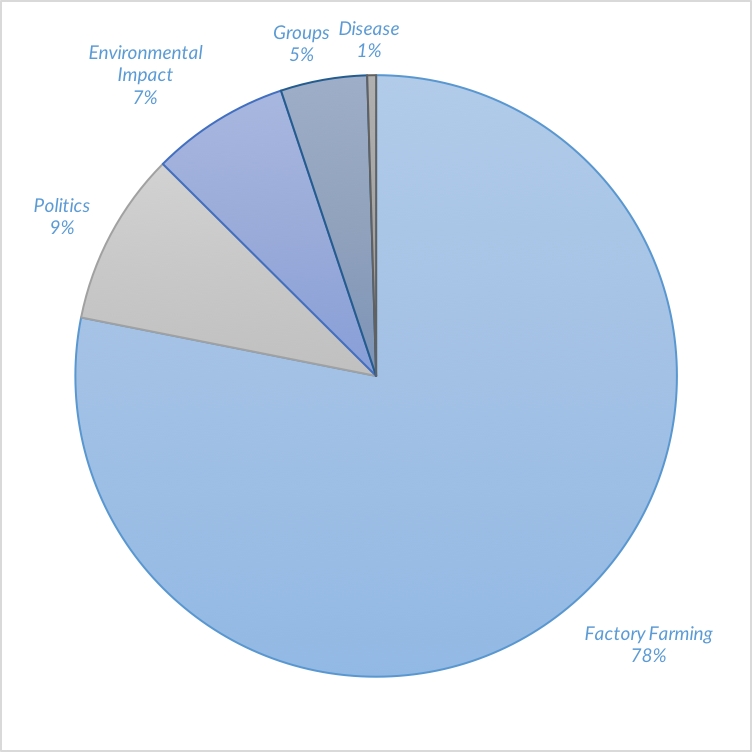 Groups
5%
Disease
1%
Environmental
Impact
7%
Politics
9%
Factory Farming
78%